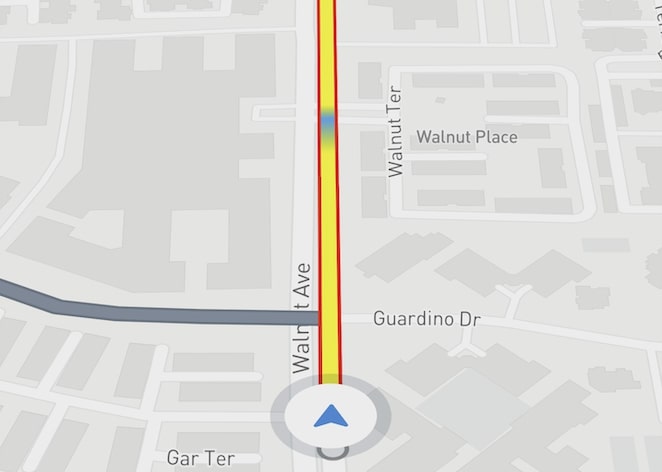 Walnut Ter
Walnut Place
Walnut Ave
Guardino Dr
Gar Ter